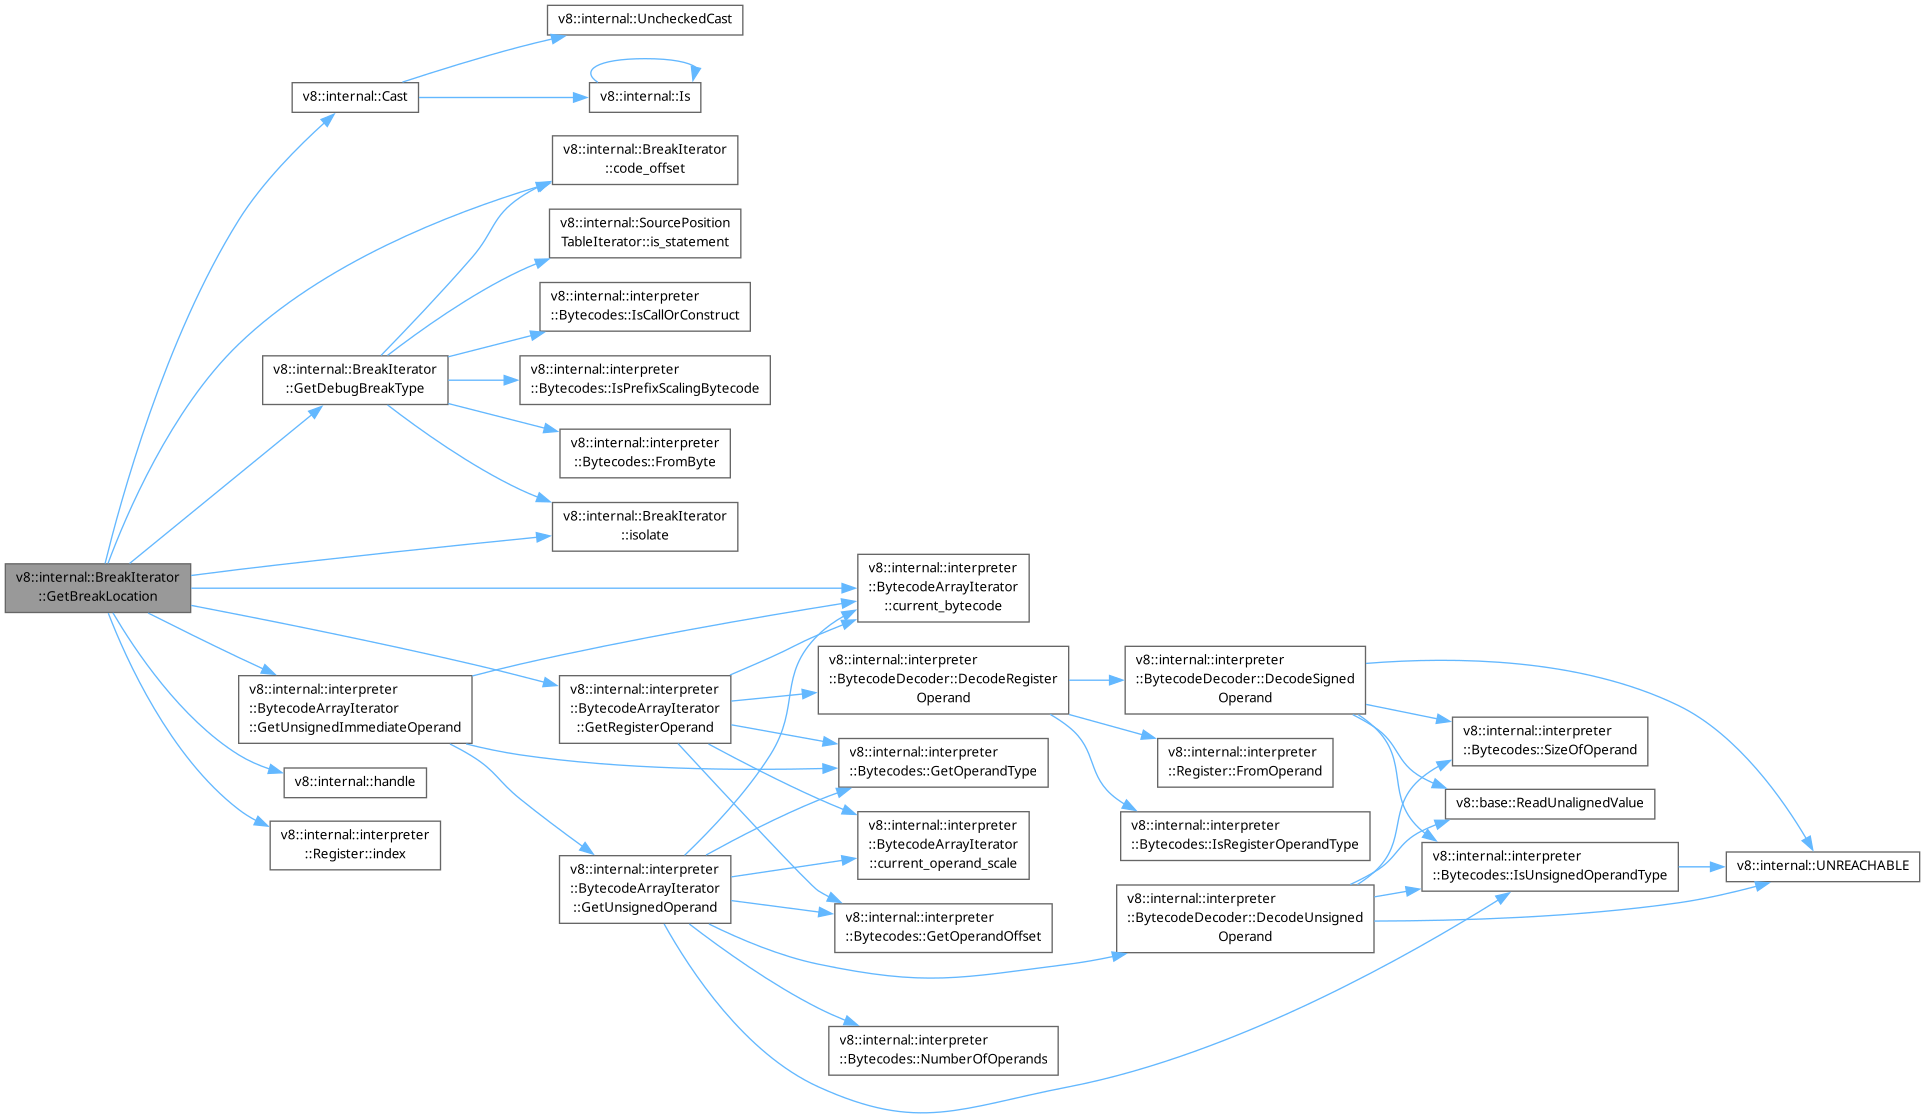 v8::internal::UncheckedCast
v8::internal::Cast
v8::internal::Is
v8::internal::BreakIterator
::code_offset
v8::internal::SourcePosition
TableIterator::is_statement
v8::internal::interpreter
::Bytecodes::IsCallOrConstruct
v8::internal::BreakIterator
::GetDebugBreakType
v8::internal::interpreter
::Bytecodes::IsPrefixScalingBytecode
v8::internal::interpreter
::Bytecodes::FromByte
v8::internal::BreakIterator
::isolate
v8::internal::BreakIterator
::GetBreakLocation
v8::internal::interpreter
::BytecodeArrayIterator
::current_bytecode
v8::internal::interpreter
::BytecodeArrayIterator
::GetUnsignedImmediateOperand
v8::internal::interpreter
::BytecodeArrayIterator
::GetRegisterOperand
v8::internal::interpreter
::BytecodeDecoder::DecodeRegister
Operand
v8::internal::interpreter
::BytecodeDecoder::DecodeSigned
Operand
v8::internal::interpreter
::Bytecodes::SizeOfOperand
v8::internal::handle
v8::internal::interpreter
::Bytecodes::GetOperandType
v8::internal::interpreter
::Register::FromOperand
v8::base::ReadUnalignedValue
v8::internal::interpreter
::Register::index
v8::internal::interpreter
::BytecodeArrayIterator
::current_operand_scale
v8::internal::interpreter
::Bytecodes::IsRegisterOperandType
v8::internal::interpreter
::Bytecodes::IsUnsignedOperandType
v8::internal::UNREACHABLE
v8::internal::interpreter
::BytecodeArrayIterator
::GetUnsignedOperand
v8::internal::interpreter
::Bytecodes::GetOperandOffset
v8::internal::interpreter
::BytecodeDecoder::DecodeUnsigned
Operand
v8::internal::interpreter
::Bytecodes::NumberOfOperands